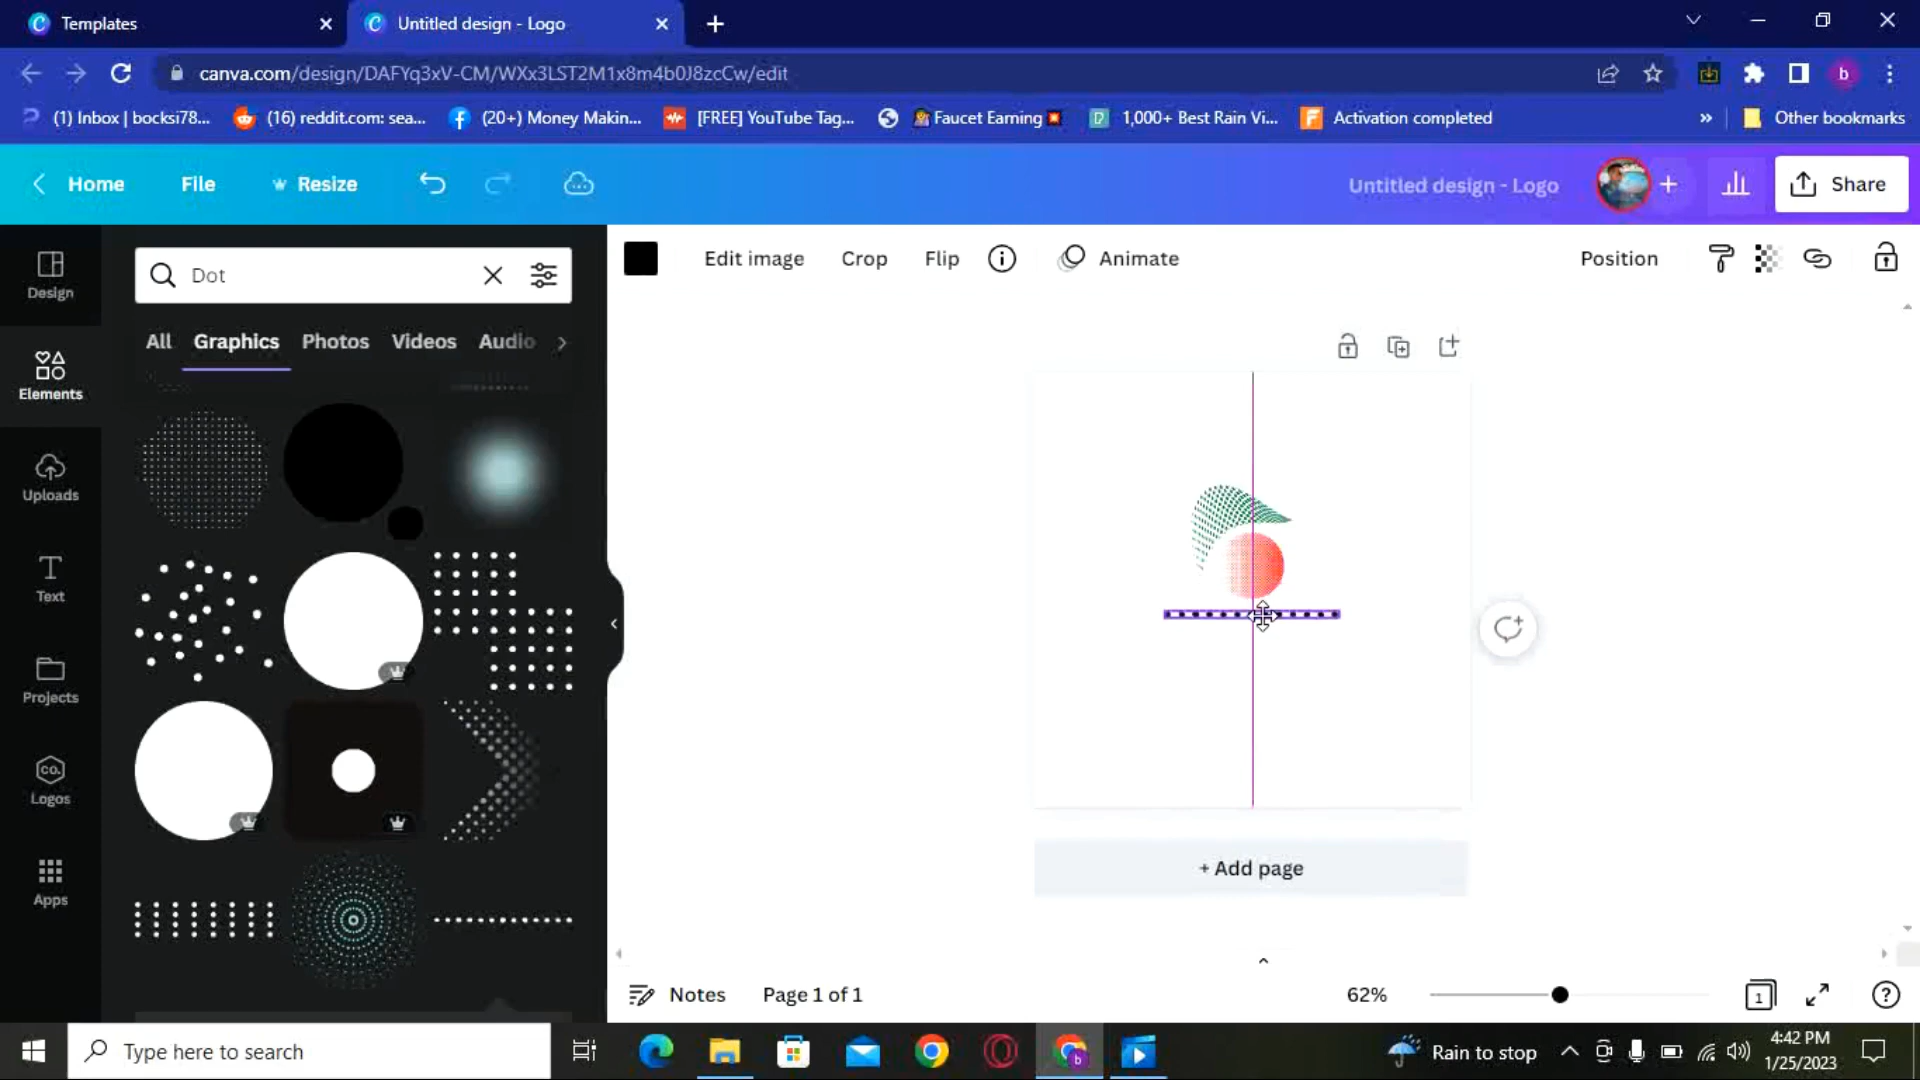 Templates
Untitled design - Logo
canva.com/design/DAFYq3xV-CM/WXx3LST2M1x8m4b0J8zcCw/edit
b
(1) Inbox | bocksi78...
(16) reddit.com: sea...
(20+) Money Makin...
[FREE] YouTube Tag...
Faucet Earning
1,000+ Best Rain Vi...
Activation completed
»
Other bookmarks
Home
File
Resize
Untitled design - Logo
Share
Design
Elements
Uploads
Text
Projects
Logos
Apps
Dot
All
Graphics
Photos
Videos
Audio
Edit image
Crop
Flip
Animate
Position
+ Add page
Notes
Page 1 of 1
62%
1
Type here to search
Rain to stop
4:42 PM
1/25/2023